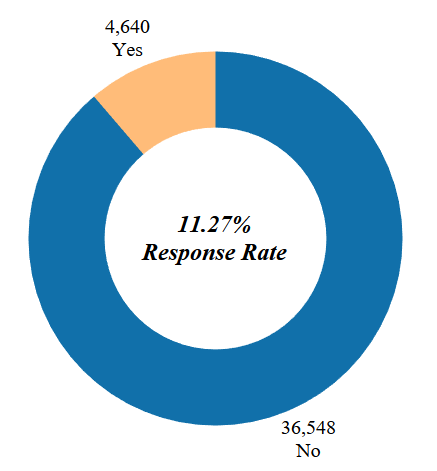 4,640
Yes
11.27%
Response Rate
36,548
No